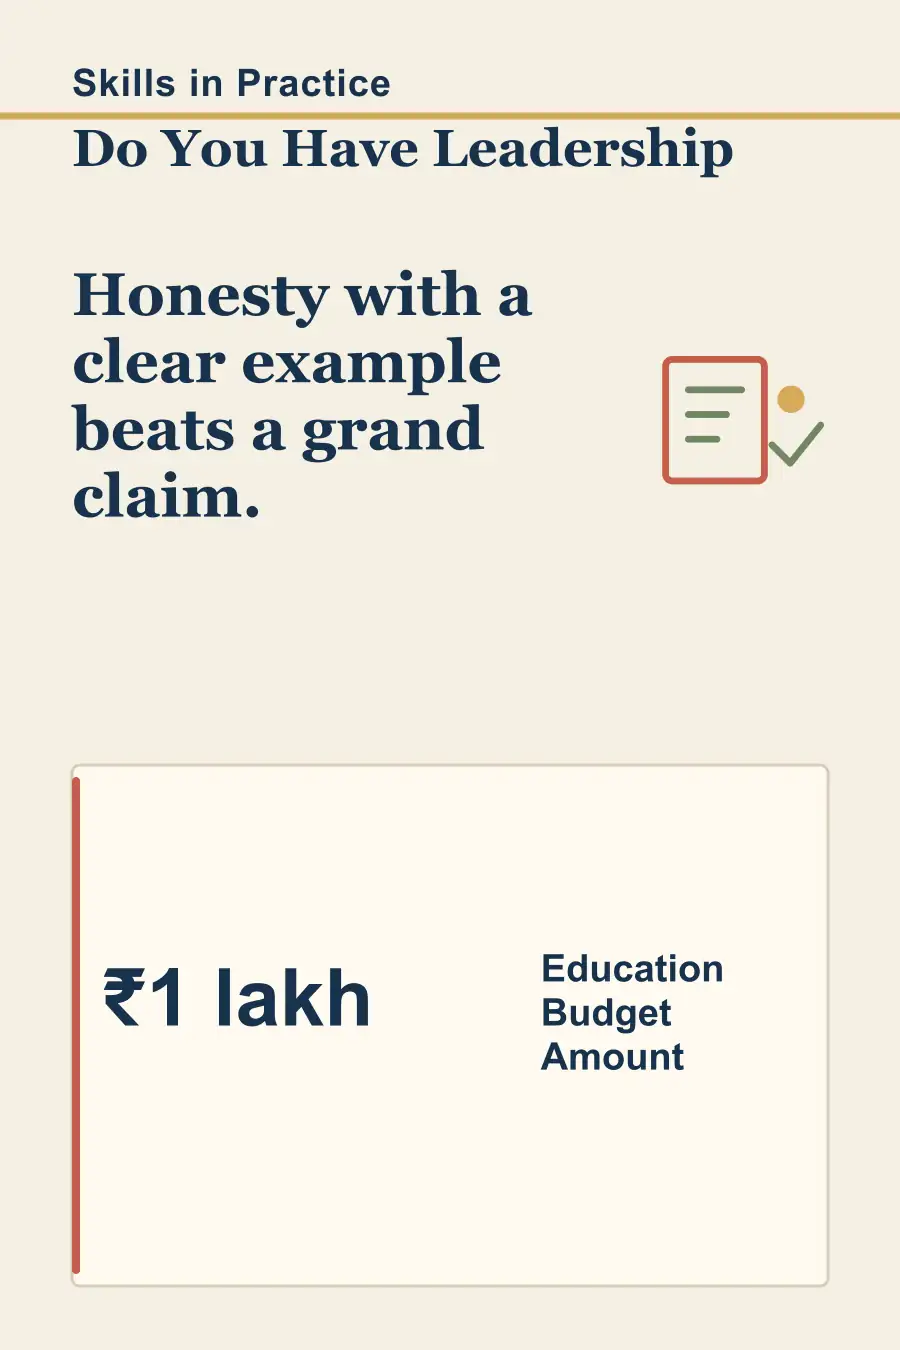 Skills in Practice
Do You Have Leadership
Honesty with a
clear example
beats a grand
claim.
₹1 lakh
Education
Budget
Amount